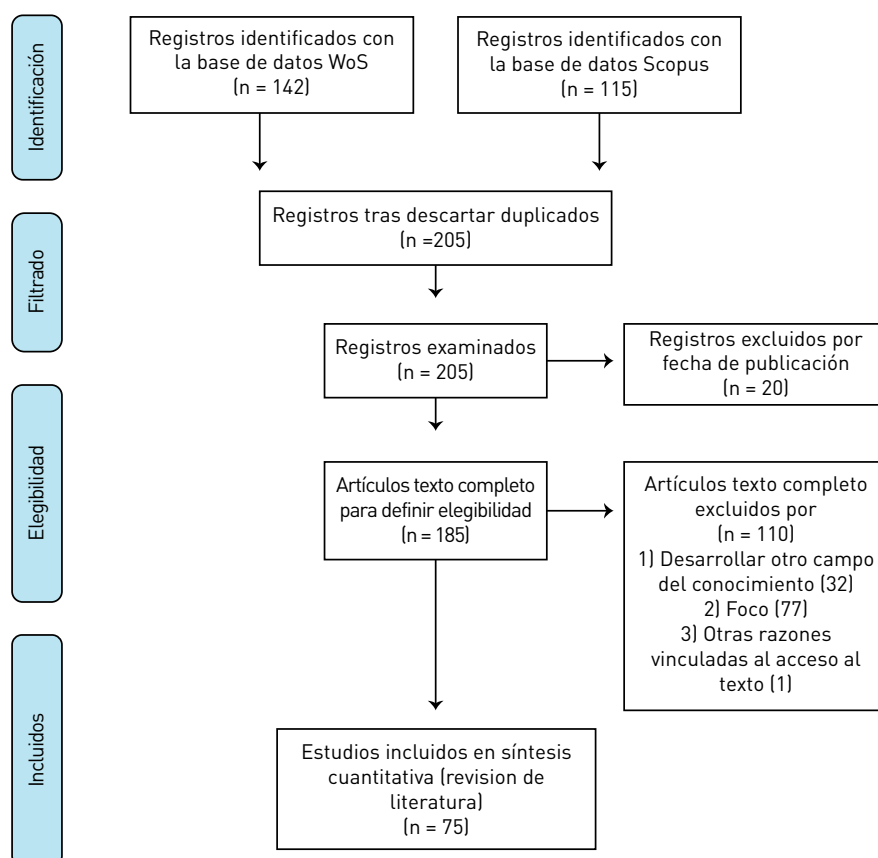 Identificación
Registros identificados con
la base de datos WoS
(n = 142)
Registros identificados con
la base de datos Scopus
(n = 115)
Registros tras descartar duplicados
(n =205)
Filtrado
Registros examinados
(n = 205)
Registros excluidos por
fecha de publicación
(n = 20)
Elegibilidad
Artículos texto completo
para definir elegibilidad
(n = 185)
Artículos texto completo
excluidos por
(n = 110)
1) Desarrollar otro campo
del conocimiento (32)
2) Foco (77)
3) Otras razones
vinculadas al acceso al
texto (1)
Incluidos
Estudios incluidos en síntesis
cuantitativa (revision de
literatura)
(n = 75)